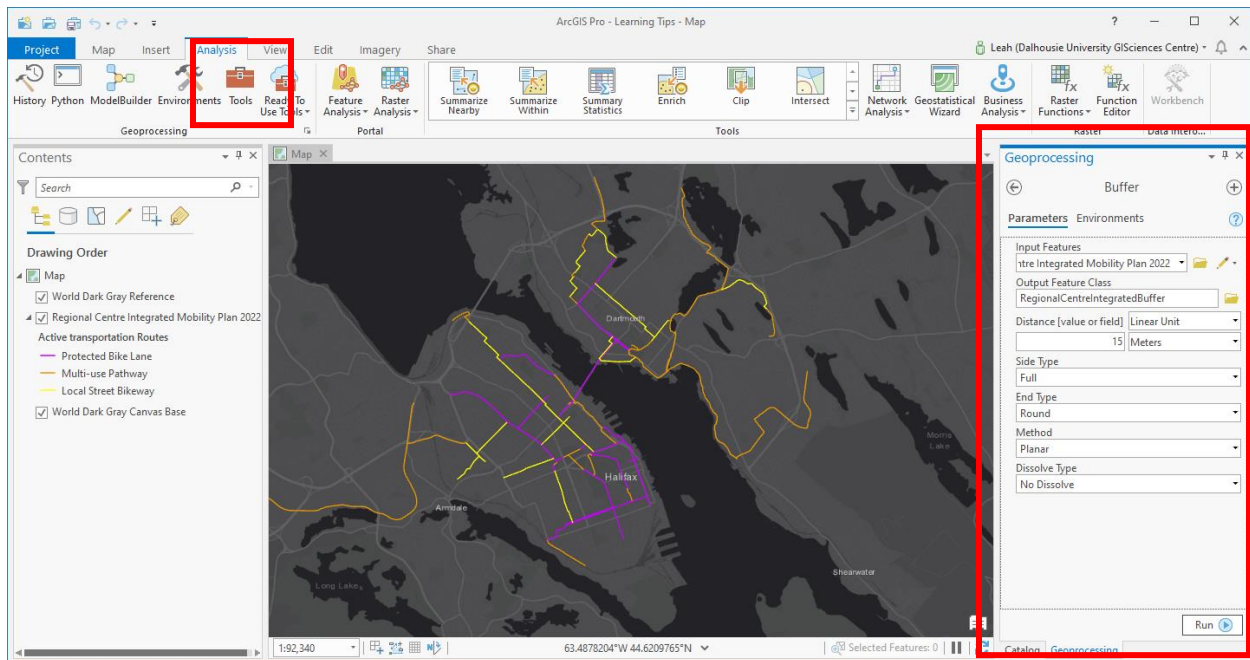 ArcGIS Pro - Learning Tips - Map
?
Project Map Insert Analysis View Edit Imagery Share
Leah (Dalhousie University GISciences Centre)
History Python ModelBuilder Environments Tools Ready To Use Tools
Feature Analysis Raster Analysis
Summarize Nearby Summarize Within Summary Statistics Enrich Clip Intersect
Network Analysis Geostatistical Wizard Business Analysis Raster Functions Function Editor Workbench
Geoprocessing Portal Tools Raster Data Intero...
Contents
Search
Drawing Order
Map
World Dark Gray Reference
Regional Centre Integrated Mobility Plan 2022
Active transportation Routes
Protected Bike Lane
Multi-use Pathway
Local Street Bikeway
World Dark Gray Canvas Base
Map
Dartmouth
Halifax
Armdale
Long Lake
Morris Lake
Shearwater
1:92,340
63.4878204°W 44.6209765°N
Selected Features: 0
Geoprocessing
Buffer
Parameters Environments
?
Input Features
ntre Integrated Mobility Plan 2022
Output Feature Class
RegionalCentreIntegratedBuffer
Distance [value or field] Linear Unit
15 Meters
Side Type
Full
End Type
Round
Method
Planar
Dissolve Type
No Dissolve
Run
Catalog Geoprocessing